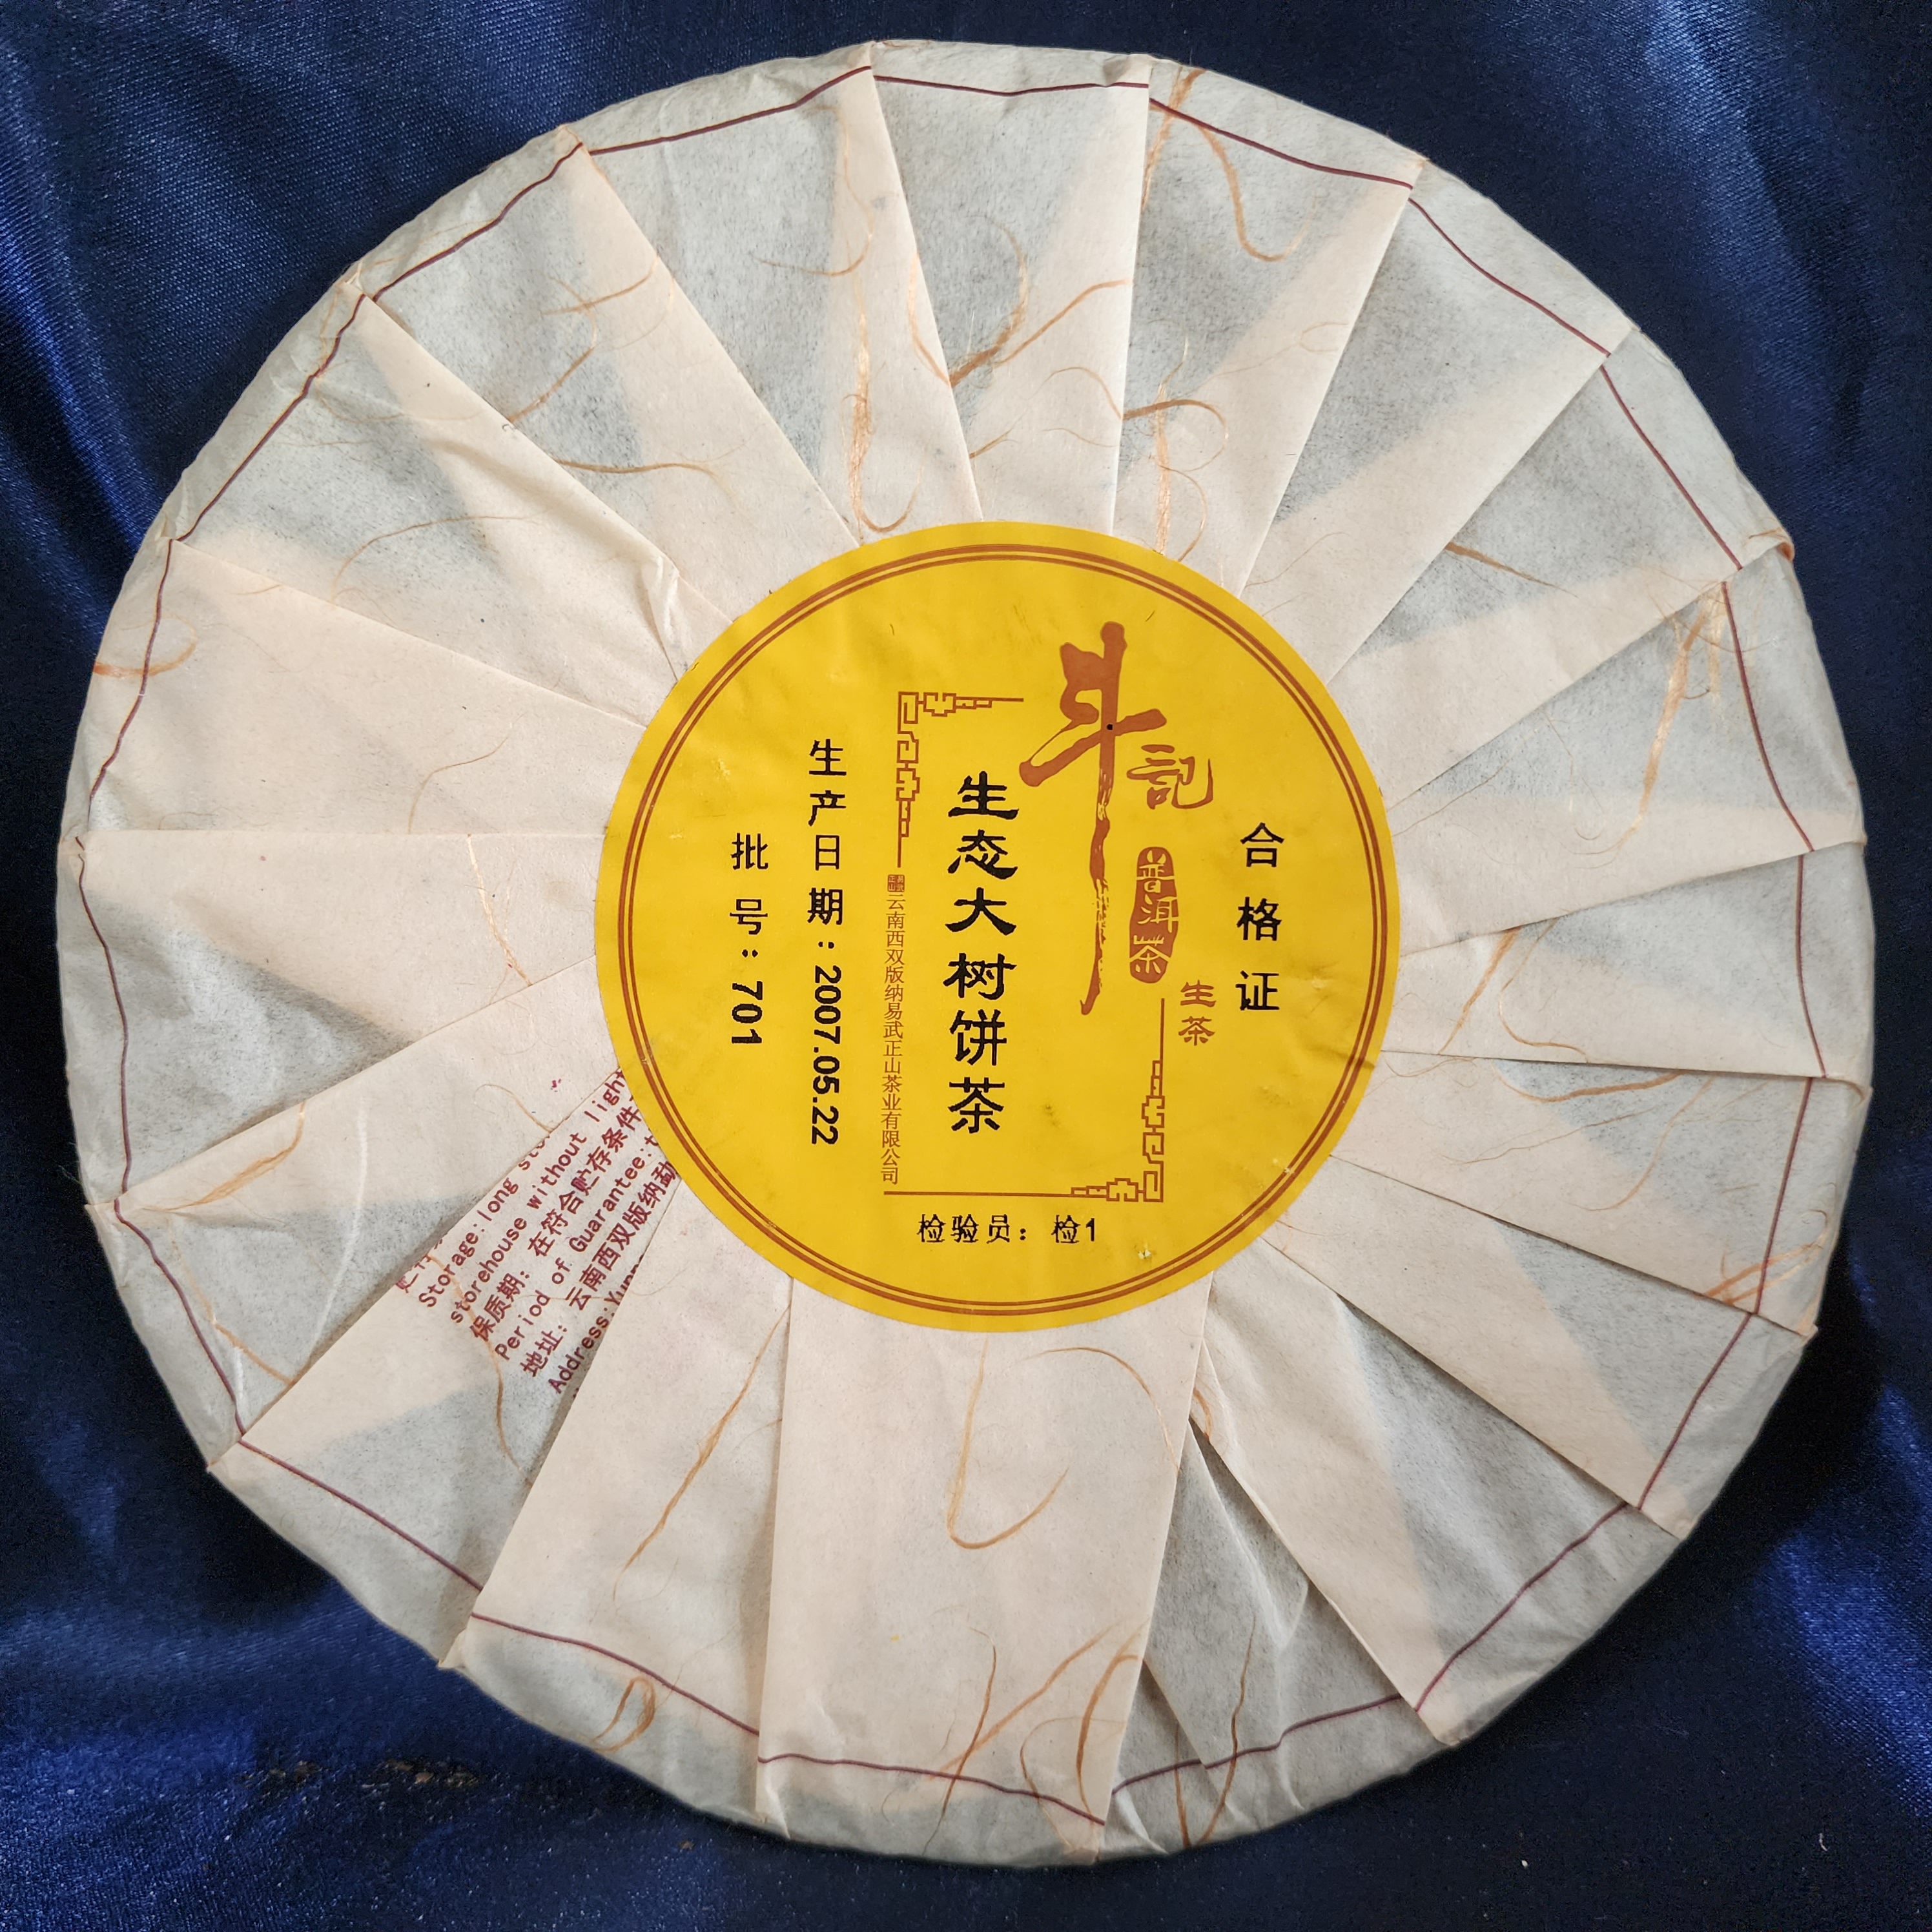 合格证
斗記
普洱茶
生茶
生态大树饼茶
云南西双版纳易武正山茶业有限公司
生产日期：2007.05.22
批号：701
检验员：检1
Storage:long
storehouse without light
保质期：在符合贮存条件
Period of Guarantee:
地址：云南西双版纳勐
Address:Yunn